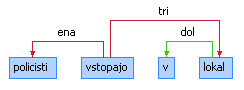 tri
ena
dol
policisti vstopajo v lokal